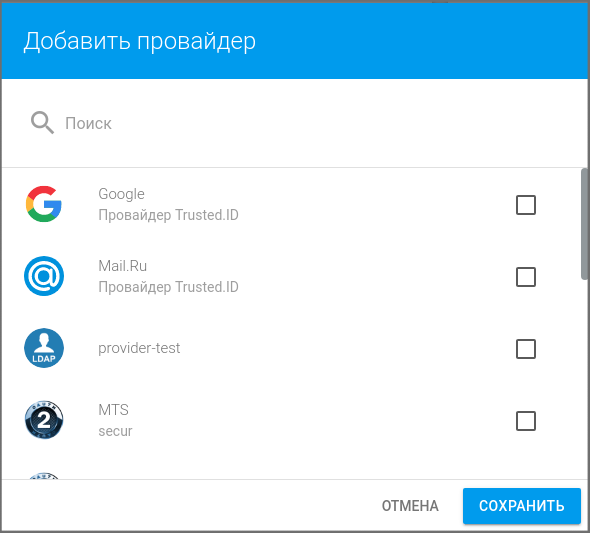 Добавить провайдер
Поиск
Google
Провайдер Trusted.ID
Mail.Ru
Провайдер Trusted.ID
LDAP
provider-test
2
MTS
secur
ОТМЕНА
СОХРАНИТЬ